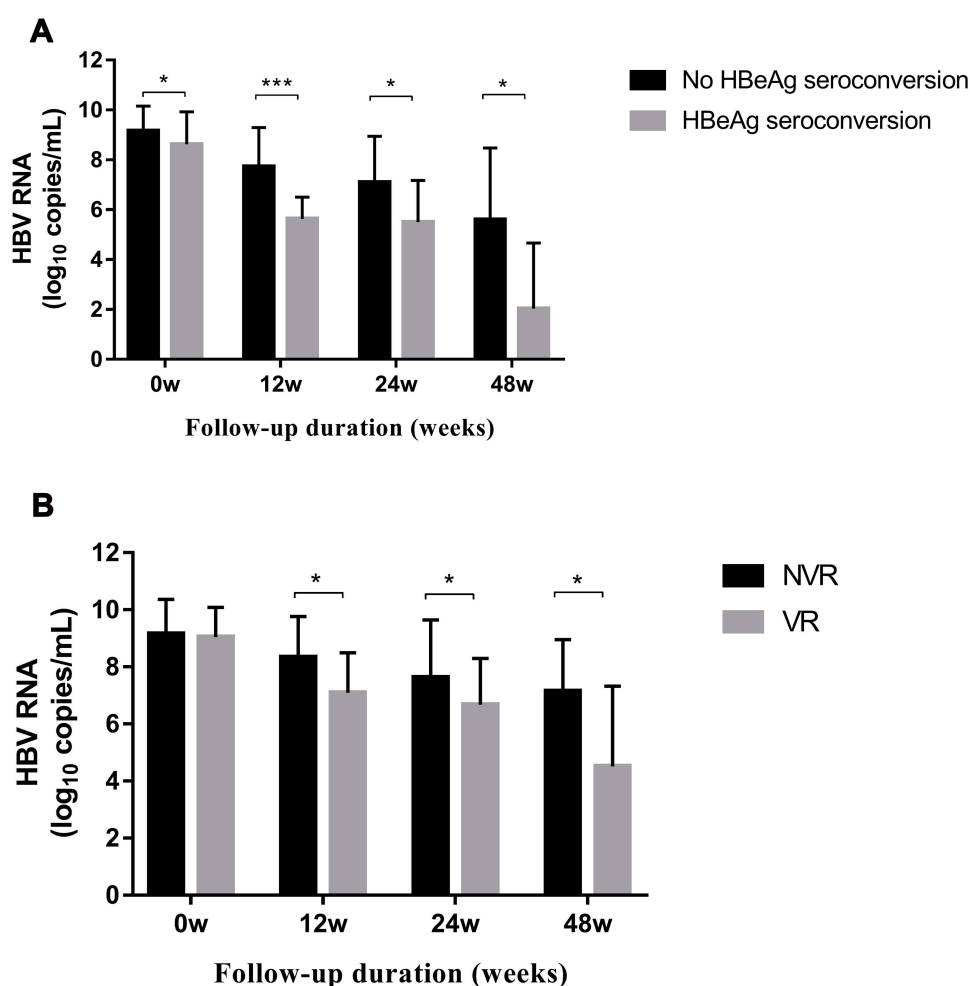 A
12
10
8
6
4
2
0
HBV RNA
(log10 copies/mL)
* *** * *
0w 12w 24w 48w
Follow-up duration (weeks)
No HBeAg seroconversion
HBeAg seroconversion
B
12
10
8
6
4
2
0
HBV RNA
(log10 copies/mL)
* * *
0w 12w 24w 48w
Follow-up duration (weeks)
NVR
VR